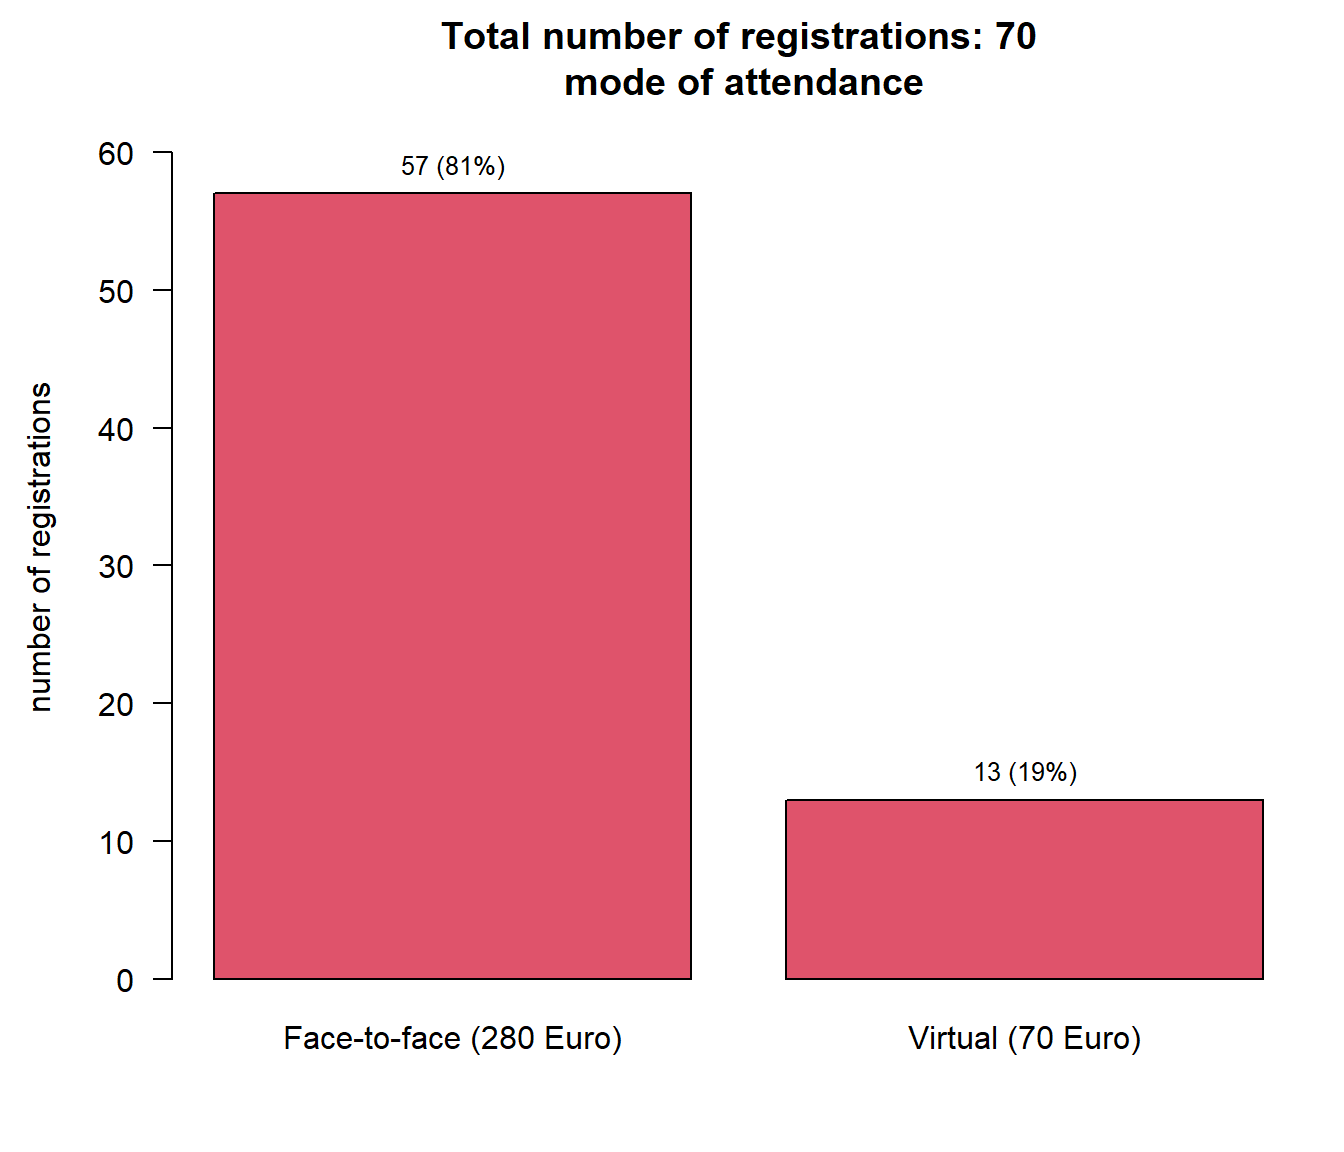 Total number of registrations: 70
mode of attendance
number of registrations
60
50
40
30
20
10
0
57 (81%)
13 (19%)
Face-to-face (280 Euro)
Virtual (70 Euro)